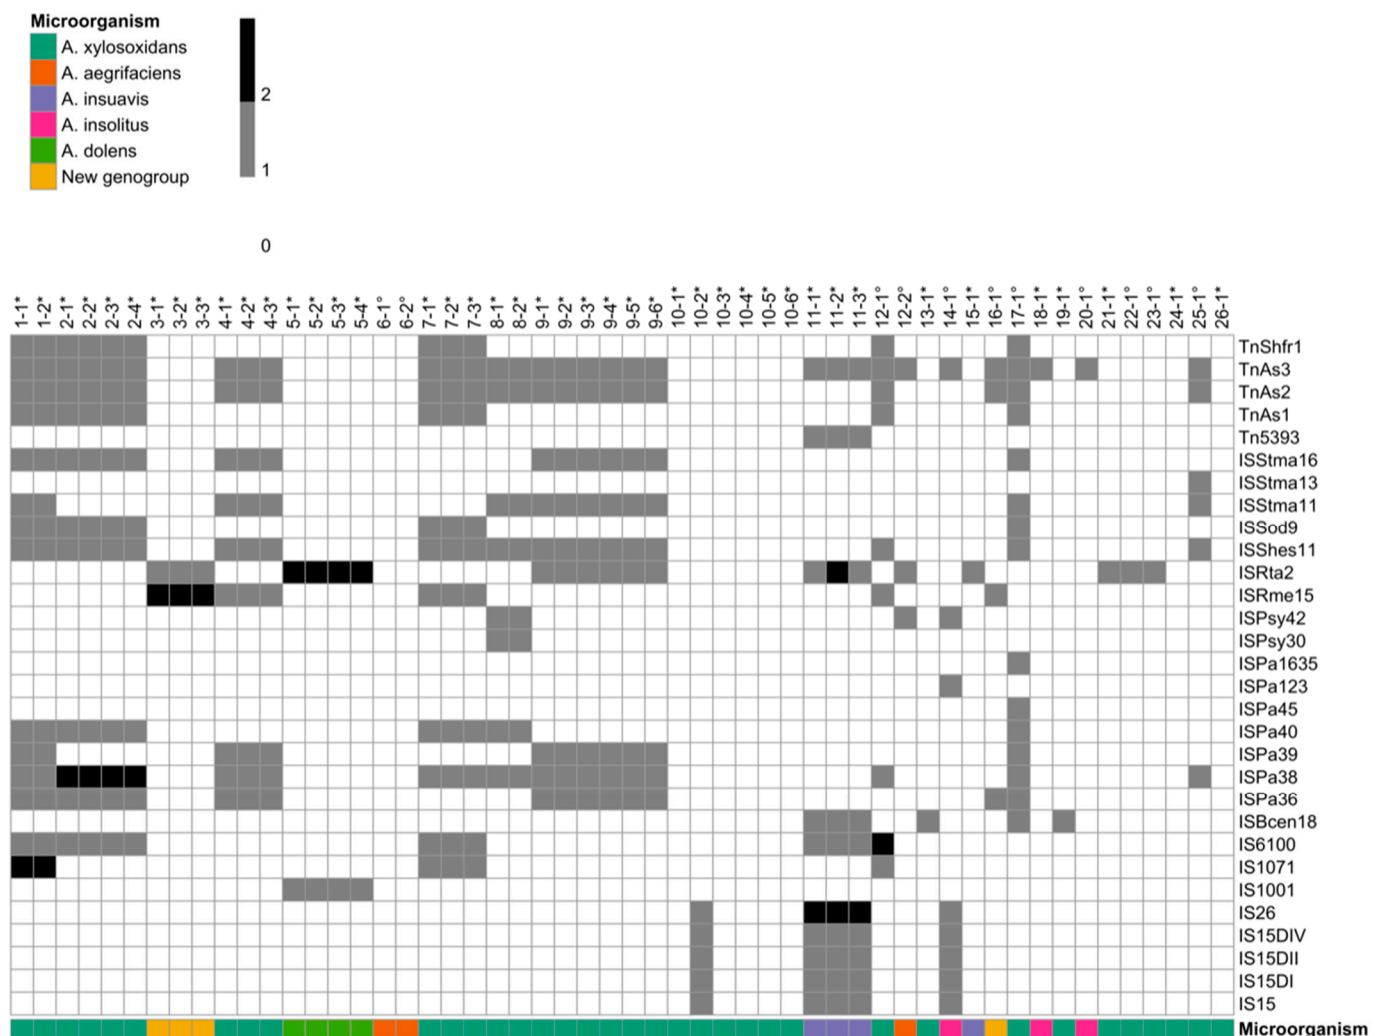 Microorganism
A. xylosoxidans
A. aegrifaciens
A. insuavis
A. insolitus
A. dolens
New genogroup
2
1
0
1-1* 1-2* 2-1* 2-2* 2-3* 2-4* 3-1* 3-2* 3-3* 4-1* 4-2* 4-3* 5-1* 5-2* 5-3* 5-4* 6-1° 6-2° 7-1* 7-2* 7-3* 8-1* 8-2* 9-1* 9-2* 9-3* 9-4* 9-5* 9-6* 10-1* 10-2* 10-3* 10-4* 10-5* 10-6° 11-1* 11-2* 11-3* 12-1° 12-2° 13-1* 14-1° 15-1* 16-1° 17-1° 18-1* 19-1* 20-1° 21-1° 22-1° 23-1° 24-1* 25-1° 26-1*
TnShfr1
TnAs3
TnAs2
TnAs1
Tn5393
ISStma16
ISStma13
ISStma11
ISSod9
ISShes11
ISRta2
ISRme15
ISPsy42
ISPsy30
ISPa1635
ISPa123
ISPa45
ISPa40
ISPa39
ISPa38
ISPa36
ISBcen18
IS6100
IS1071
IS1001
IS26
IS15DIV
IS15DII
IS15DI
IS15
Microorganism